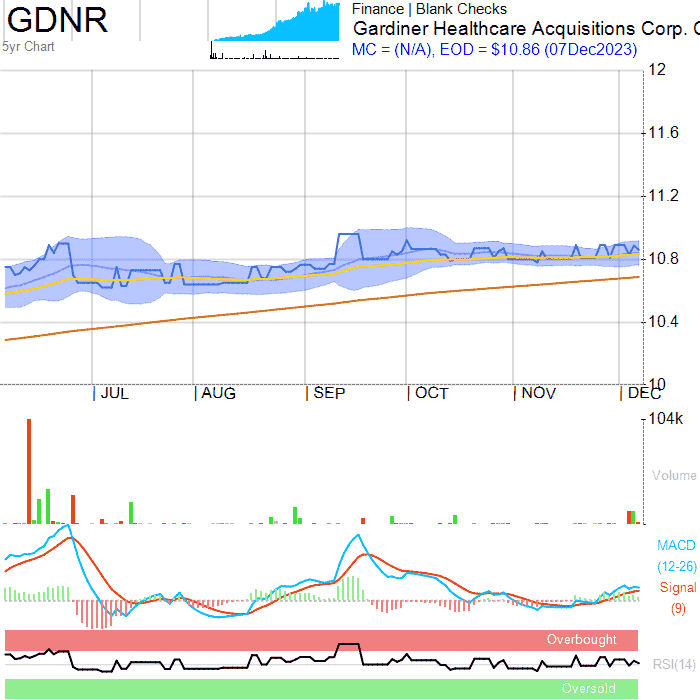 GDNR
5yr Chart
Finance | Blank Checks
Gardiner Healthcare Acquisitions Corp. C
MC = (N/A), EOD = $10.86 (07Dec2023)
12
11.6
11.2
10.8
10.4
10
JUL AUG SEP OCT NOV DEC
104k
Volume
MACD
(12-26)
Signal
(9)
Overbought
RSI(14)
Oversold